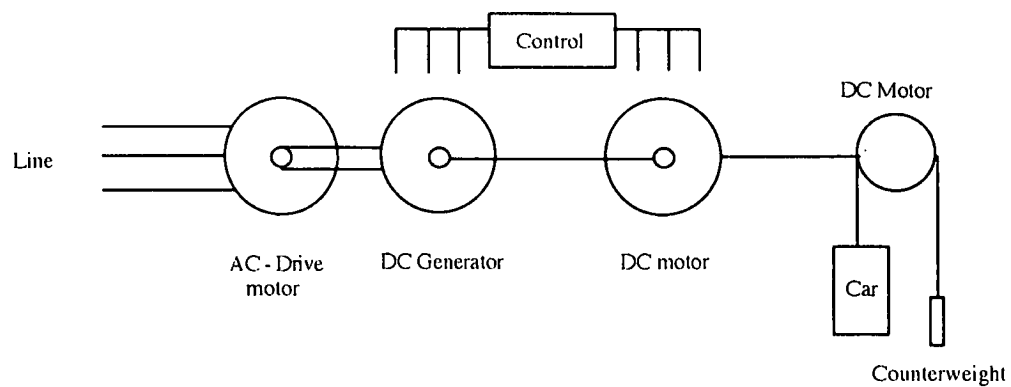 Control
DC Motor
Line
AC - Drive
motor
DC Generator
DC motor
Car
Counterweight